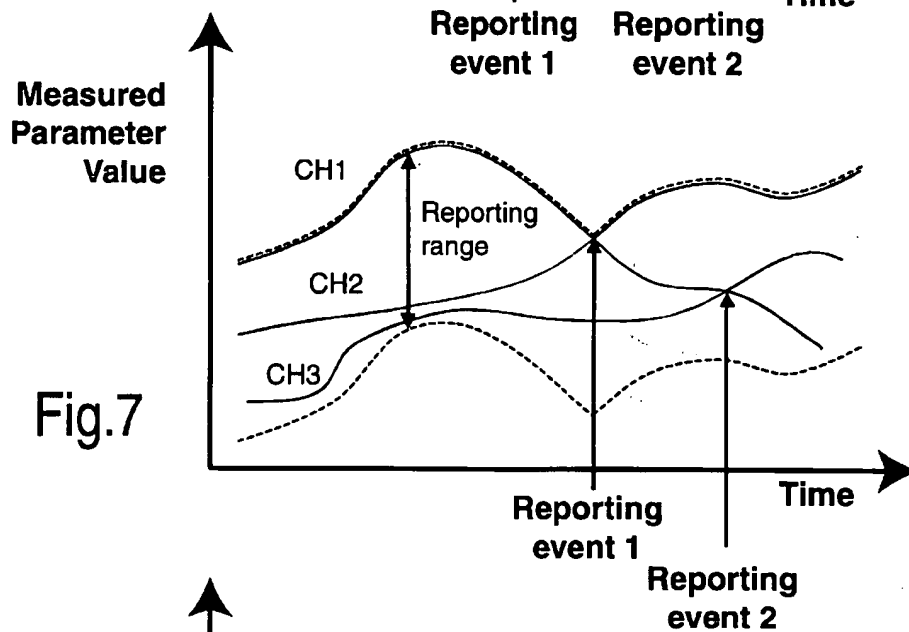 Time
Reporting Reporting
event 1 event 2
Measured
Parameter
Value
CH1
Reporting
range
CH2
CH3
Fig.7
Time
Reporting
event 1
Reporting
event 2